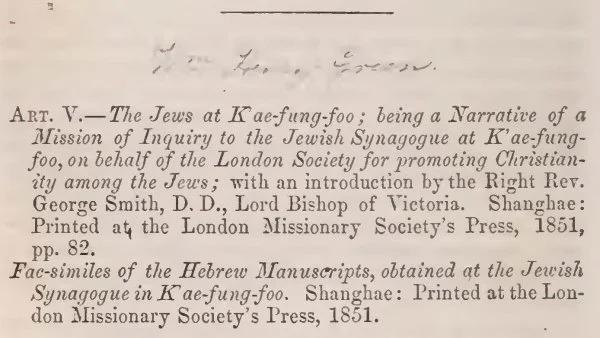 Green.
ART. V.—The Jews at K'ae-fung-foo; being a Narrative of a
Mission of Inquiry to the Jewish Synagogue at K'ae-fung-
foo, on behalf of the London Society for promoting Christian-
ity among the Jews; with an introduction by the Right Rev.
George Smith, D. D., Lord Bishop of Victoria. Shanghae:
Printed at the London Missionary Society's Press, 1851,
pp. 82.
Fac-similes of the Hebrew Manuscripts, obtained at the Jewish
Synagogue in K'ae-fung-foo. Shanghae: Printed at the Lon-
don Missionary Society's Press, 1851.